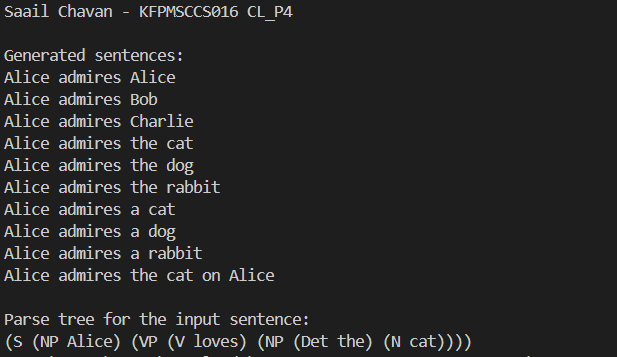 Saail Chavan - KFPMSCCS016 CL_P4
Generated sentences:
Alice admires Alice
Alice admires Bob
Alice admires Charlie
Alice admires the cat
Alice admires the dog
Alice admires the rabbit
Alice admires a cat
Alice admires a dog
Alice admires a rabbit
Alice admires the cat on Alice
Parse tree for the input sentence:
(S (NP Alice) (VP (V loves) (NP (Det the) (N cat))))